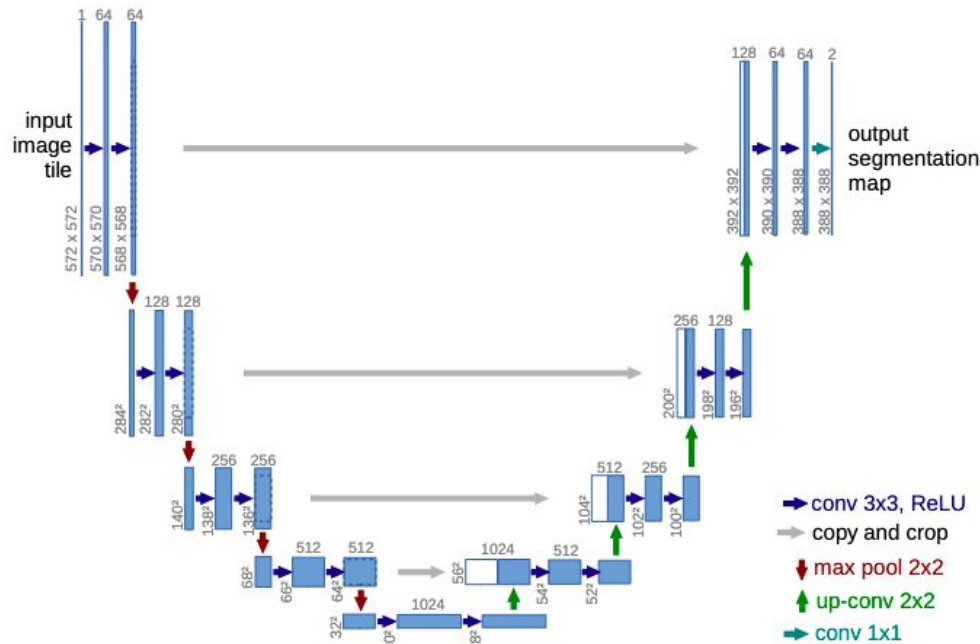 1 64 64
128 64 64 2
input
image
tile
output
segmentation
map
572 x 572
570 x 570
568 x 568
392 x 392
390 x 390
388 x 388
388 x 388
128 128
256 128
284²
282²
280²
200²
198²
196²
256 256
512 256
140²
138²
136²
104²
102²
100²
conv 3x3, ReLU
copy and crop
max pool 2x2
up-conv 2x2
conv 1x1
512 512
1024 512
68²
66²
64²
56²
54²
52²
1024
32²
0²
8²